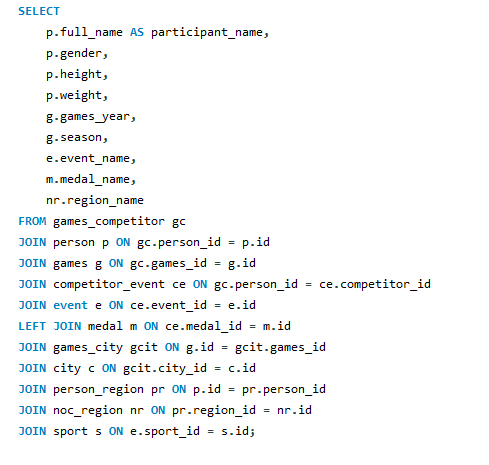 SELECT
    p.full_name AS participant_name,
    p.gender,
    p.height,
    p.weight,
    g.games_year,
    g.season,
    e.event_name,
    m.medal_name,
    nr.region_name
FROM games_competitor gc
JOIN person p ON gc.person_id = p.id
JOIN games g ON gc.games_id = g.id
JOIN competitor_event ce ON gc.person_id = ce.competitor_id
JOIN event e ON ce.event_id = e.id
LEFT JOIN medal m ON ce.medal_id = m.id
JOIN games_city gcit ON g.id = gcit.games_id
JOIN city c ON gcit.city_id = c.id
JOIN person_region pr ON p.id = pr.person_id
JOIN noc_region nr ON pr.region_id = nr.id
JOIN sport s ON e.sport_id = s.id;